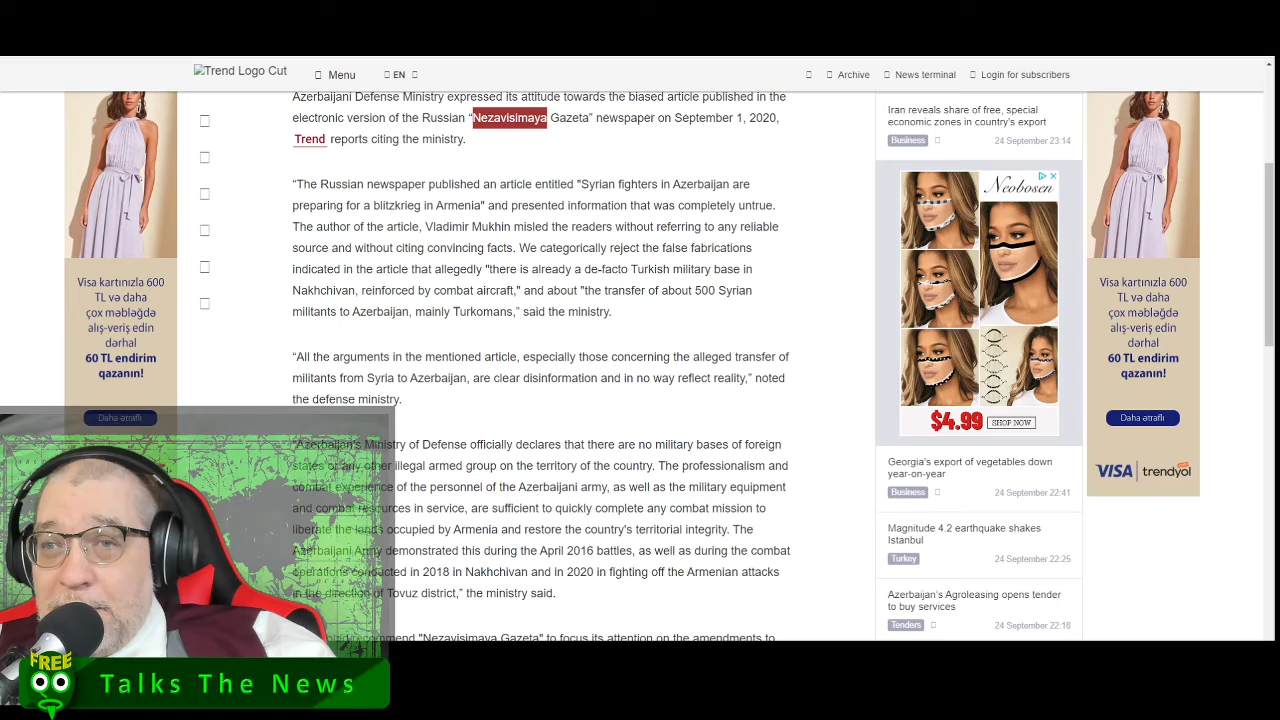 Trend Logo Cut
Menu
EN
Archive
News terminal
Login for subscribers
Azerbaijani Defense Ministry expressed its attitude towards the biased article published in the
electronic version of the Russian “Nezavisimaya Gazeta” newspaper on September 1, 2020,
Trend reports citing the ministry.
“The Russian newspaper published an article entitled "Syrian fighters in Azerbaijan are
preparing for a blitzkrieg in Armenia" and presented information that was completely untrue.
The author of the article, Vladimir Mukhin misled the readers without referring to any reliable
source and without citing convincing facts. We categorically reject the false fabrications
indicated in the article that allegedly "there is already a de-facto Turkish military base in
Nakhchivan, reinforced by combat aircraft," and about "the transfer of about 500 Syrian
militants to Azerbaijan, mainly Turkomans,” said the ministry.
“All the arguments in the mentioned article, especially those concerning the alleged transfer of
militants from Syria to Azerbaijan, are clear disinformation and in no way reflect reality,” noted
the defense ministry.
“Azerbaijan's Ministry of Defense officially declares that there are no military bases of foreign
states or any other illegal armed group on the territory of the country. The professionalism and
combat experience of the personnel of the Azerbaijani army, as well as the military equipment
and combat resources in service, are sufficient to quickly complete any combat mission to
liberate the lands occupied by Armenia and restore the country's territorial integrity. The
Azerbaijani Army demonstrated this during the April 2016 battles, as well as during the combat
operations conducted in 2018 in Nakhchivan and in 2020 in fighting off the Armenian attacks
in the direction of Tovuz district,” the ministry said.
recommend "Nezavisimaya Gazeta" to focus its attention on the amendments to
Iran reveals share of free, special
economic zones in country's export
Business
24 September 23:14
Neobosen
$4.99
SHOP NOW
Georgia's export of vegetables down
year-on-year
Business
24 September 22:41
Magnitude 4.2 earthquake shakes
Istanbul
Turkey
24 September 22:25
Azerbaijan's Agroleasing opens tender
to buy services
Tenders
24 September 22:18
Visa kartınızla 600
TL və daha
çox məbləğdə
alış-veriş edin
dərhal
60 TL endirim
qazanın!
Daha ətraflı
Visa kartınızla 600
TL və daha
çox məbləğdə
alış-veriş edin
dərhal
60 TL endirim
qazanın!
Daha ətraflı
VISA
trendyol
FREE
Talks The News